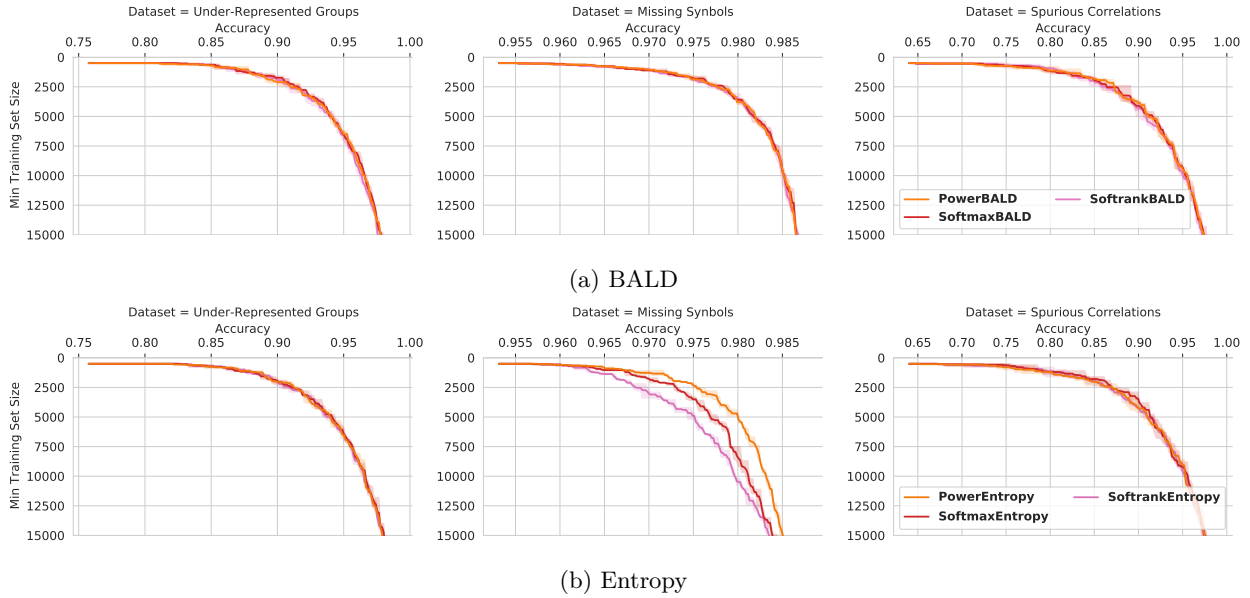 Dataset = Under-Represented Groups
Accuracy
0.75 0.80 0.85 0.90 0.95 1.00
Min Training Set Size
0
2500
5000
7500
10000
12500
15000
Dataset = Missing Symbols
Accuracy
0.955 0.960 0.965 0.970 0.975 0.980 0.985
Dataset = Spurious Correlations
Accuracy
0.65 0.70 0.75 0.80 0.85 0.90 0.95 1.00
PowerBALD
SoftmaxBALD
SoftrankBALD
(a) BALD
Dataset = Under-Represented Groups
Accuracy
0.75 0.80 0.85 0.90 0.95 1.00
Min Training Set Size
0
2500
5000
7500
10000
12500
15000
Dataset = Missing Symbols
Accuracy
0.955 0.960 0.965 0.970 0.975 0.980 0.985
Dataset = Spurious Correlations
Accuracy
0.65 0.70 0.75 0.80 0.85 0.90 0.95 1.00
PowerEntropy
SoftmaxEntropy
SoftrankEntropy
(b) Entropy